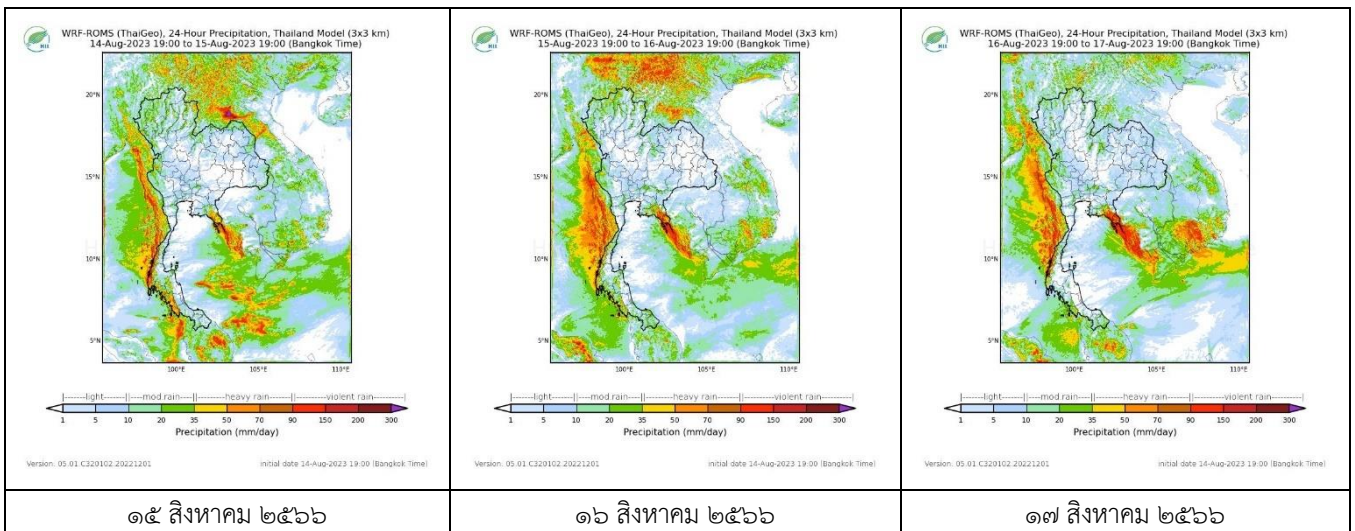 WRF-ROMS (ThaiGeo), 24-Hour Precipitation, Thailand Model (3x3 km)
14-Aug-2023 19:00 to 15-Aug-2023 19:00 (Bangkok Time)
20°N
15°N
10°N
5°N
100°E 105°E 110°E
|-------light-------||----mod rain-----||---------heavy rain---------||---------violent rain---------|
1 5 10 20 35 50 70 90 150 200 300
Precipitation (mm/day)
Version: 05.01 C320102.20221201 initial date 14-Aug-2023 19:00 (Bangkok Time)
๑๕ สิงหาคม ๒๕๖๖
WRF-ROMS (ThaiGeo), 24-Hour Precipitation, Thailand Model (3x3 km)
15-Aug-2023 19:00 to 16-Aug-2023 19:00 (Bangkok Time)
20°N
15°N
10°N
5°N
100°E 105°E 110°E
|-------light-------||----mod rain-----||---------heavy rain---------||---------violent rain---------|
1 5 10 20 35 50 70 90 150 200 300
Precipitation (mm/day)
Version: 05.01 C320102.20221201 initial date 14-Aug-2023 19:00 (Bangkok Time)
๑๖ สิงหาคม ๒๕๖๖
WRF-ROMS (ThaiGeo), 24-Hour Precipitation, Thailand Model (3x3 km)
16-Aug-2023 19:00 to 17-Aug-2023 19:00 (Bangkok Time)
20°N
15°N
10°N
5°N
100°E 105°E 110°E
|-------light-------||----mod rain-----||---------heavy rain---------||---------violent rain---------|
1 5 10 20 35 50 70 90 150 200 300
Precipitation (mm/day)
Version: 05.01 C320102.20221201 initial date 14-Aug-2023 19:00 (Bangkok Time)
๑๗ สิงหาคม ๒๕๖๖